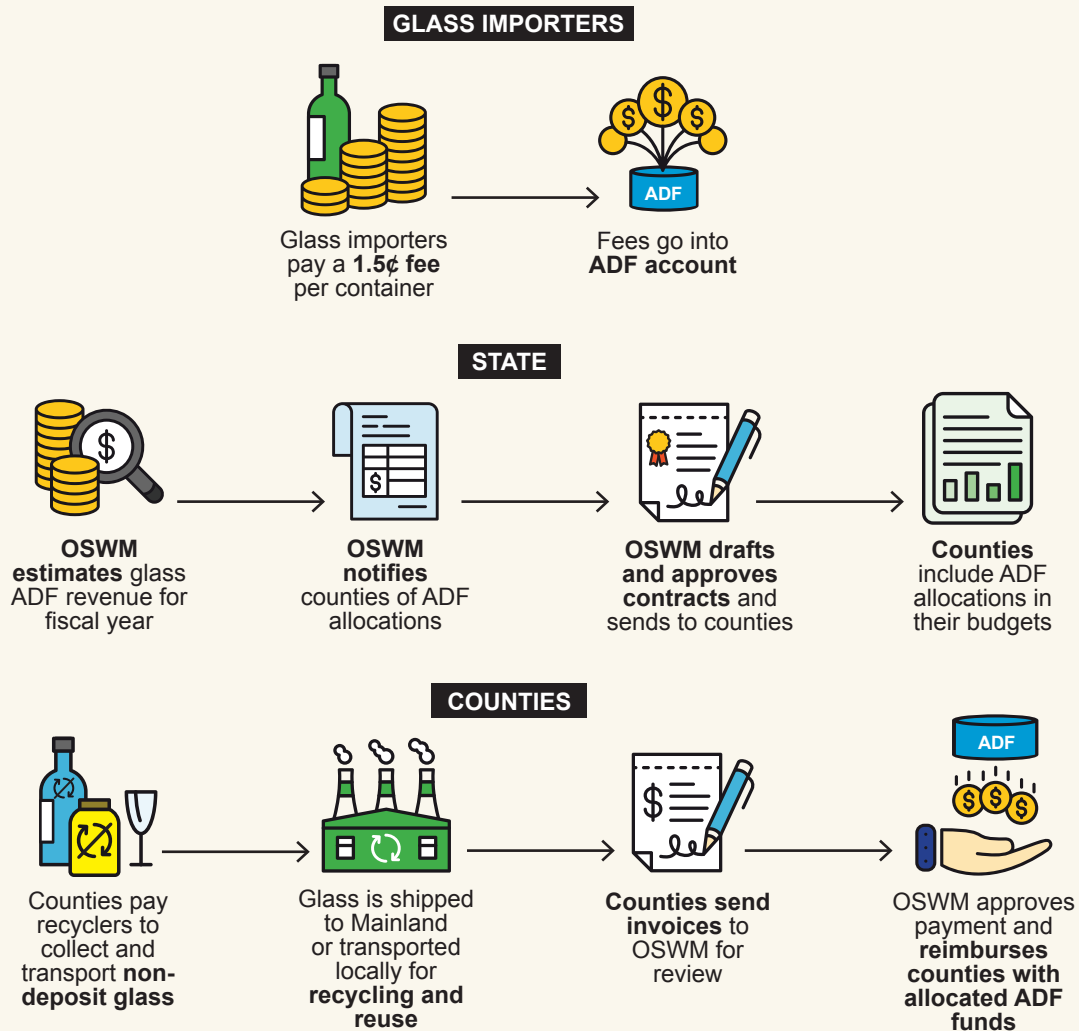 GLASS IMPORTERS
$
$
$
ADF
Glass importers
pay a 1.5¢ fee
per container
Fees go into
ADF account
STATE
$
$
OSWM
estimates glass
ADF revenue for
fiscal year
OSWM
notifies
counties of ADF
allocations
OSWM drafts
and approves
contracts and
sends to counties
Counties
include ADF
allocations in
their budgets
COUNTIES
$
ADF
$
$
$
Counties pay
recyclers to
collect and
transport non-
deposit glass
Glass is shipped
to Mainland
or transported
locally for
recycling and
reuse
Counties send
invoices to
OSWM for
review
OSWM approves
payment and
reimburses
counties with
allocated ADF
funds